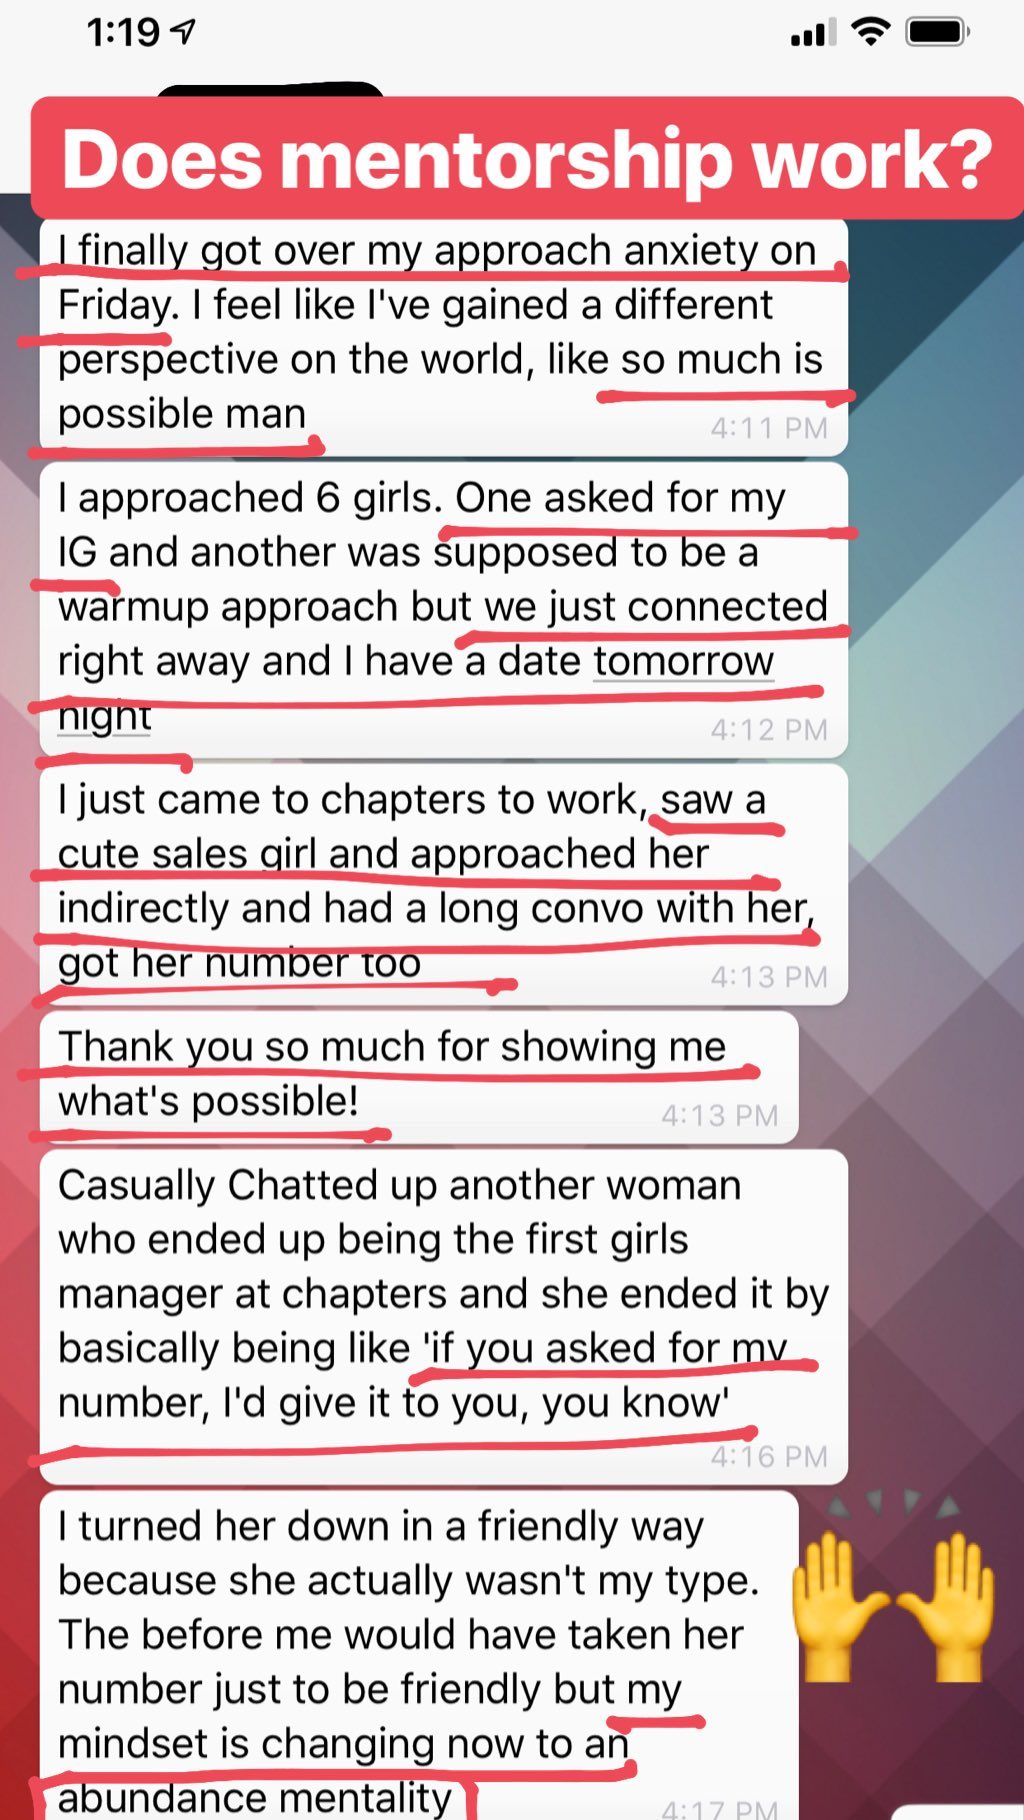 1:19
Does mentorship work?
I finally got over my approach anxiety on
Friday. I feel like I've gained a different
perspective on the world, like so much is
possible man
4:11 PM
I approached 6 girls. One asked for my
IG and another was supposed to be a
warmup approach but we just connected
right away and I have a date tomorrow
night
4:12 PM
I just came to chapters to work, saw a
cute sales girl and approached her
indirectly and had a long convo with her,
got her number too
4:13 PM
Thank you so much for showing me
what's possible!
4:13 PM
Casually Chatted up another woman
who ended up being the first girls
manager at chapters and she ended it by
basically being like 'if you asked for my
number, I'd give it to you, you know'
4:16 PM
I turned her down in a friendly way
because she actually wasn't my type.
The before me would have taken her
number just to be friendly but my
mindset is changing now to an
abundance mentality
4:17 PM